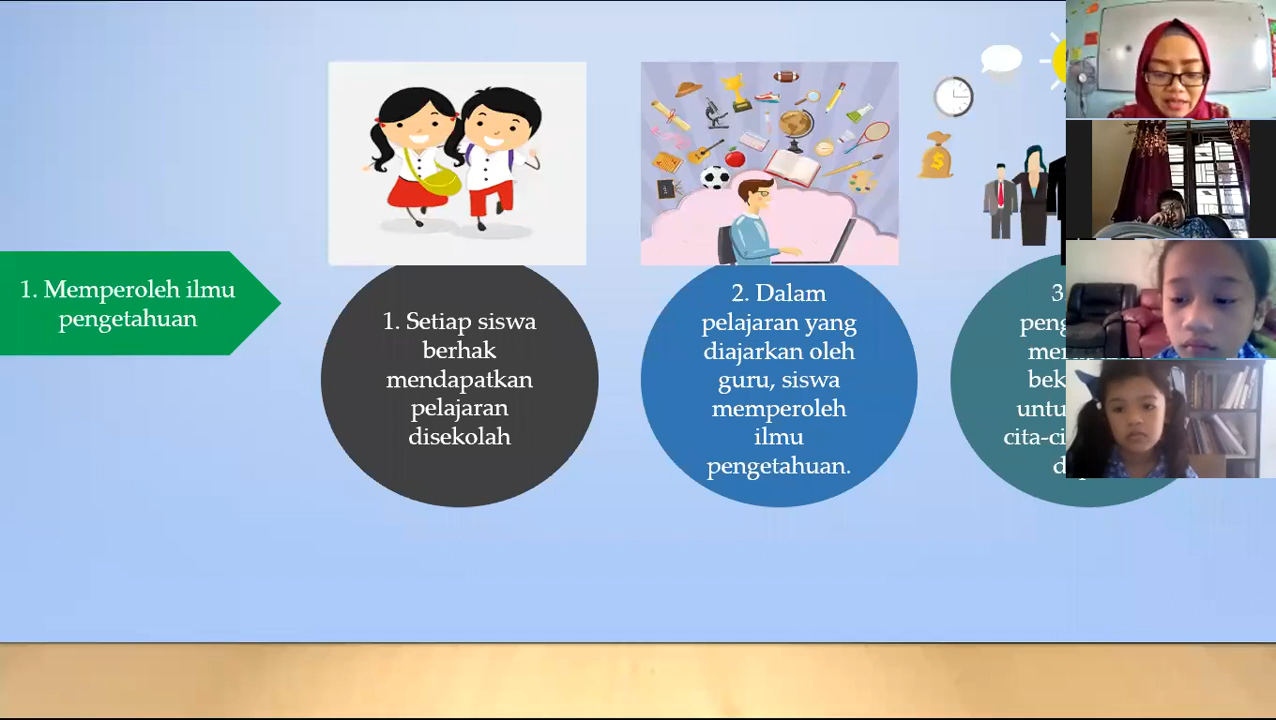 1. Memperoleh ilmu
pengetahuan
1. Setiap siswa
berhak
mendapatkan
pelajaran
disekolah
2. Dalam
pelajaran yang
diajarkan oleh
guru, siswa
memperoleh
ilmu
pengetahuan.
3